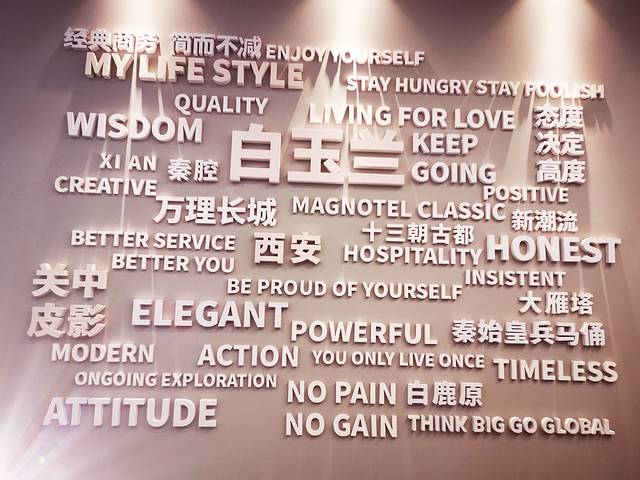 经典商务 简而不减 ENJOY YOURSELF
MY LIFE STYLE
STAY HUNGRY STAY FOOLISH
QUALITY
LIVING FOR LOVE
态度
决定
高度
WISDOM
白玉兰
KEEP
GOING
XI AN
秦腔
CREATIVE
POSITIVE
万理长城
MAGNOTEL CLASSIC
新潮流
BETTER SERVICE
西安
十三朝古都
HOSPITALITY
HONEST
BETTER YOU
关中
皮影
BE PROUD OF YOURSELF
INSISTENT
大雁塔
ELEGANT
POWERFUL
秦始皇兵马俑
MODERN
ACTION
YOU ONLY LIVE ONCE
TIMELESS
ONGOING EXPLORATION
NO PAIN
NO GAIN
白鹿原
ATTITUDE
THINK BIG GO GLOBAL